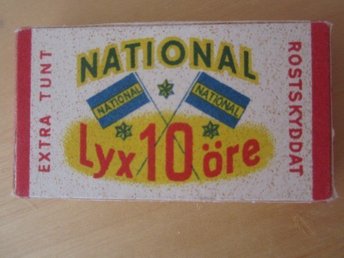 EXTRA TUNT
NATIONAL
NATIONAL
NATIONAL
Lyx 10 öre
ROSTSKYDDAT